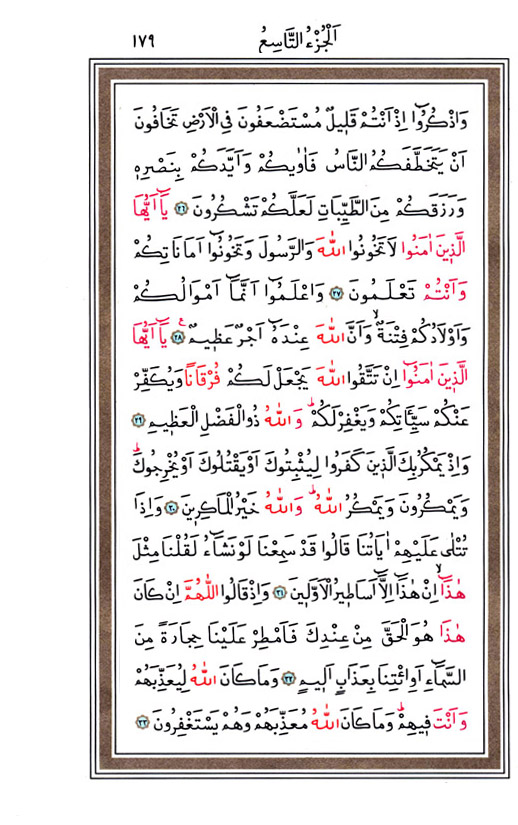 اَلْجُزْءُ التَّاسِعُ ١٧٩
وَاذْكُرُٓوا اِذْ اَنْتُمْ قَل۪يلٌ مُسْتَضْعَفُونَ فِي الْاَرْضِ تَخَافُونَ
اَنْ يَتَخَطَّفَكُمُ النَّاسُ فَاٰوٰيكُمْ وَاَيَّدَكُمْ بِنَصْرِه۪
وَرَزَقَكُمْ مِنَ الطَّيِّبَاتِ لَعَلَّكُمْ تَشْكُرُونَ ﴿٢٦﴾ يَٓا اَيُّهَا
الَّذ۪ينَ اٰمَنُوا لَا تَخُونُوا اللّٰهَ وَالرَّسُولَ وَتَخُونُٓوا اَمَانَاتِكُمْ
وَاَنْتُمْ تَعْلَمُونَ ﴿٢٧﴾ وَاعْلَمُٓوا اَنَّمَٓا اَمْوَالُكُمْ
وَاَوْلَادُكُمْ فِتْنَةٌۙ وَاَنَّ اللّٰهَ عِنْدَهُٓ اَجْرٌ عَظ۪يمٌ ﴿٢٨﴾ۚ يَٓا اَيُّهَا
الَّذ۪ينَ اٰمَنُٓوا اِنْ تَتَّقُوا اللّٰهَ يَجْعَلْ لَكُمْ فُرْقَانًا وَيُكَفِّرْ
عَنْكُمْ سَيِّـَٔاتِكُمْ وَيَغْفِرْ لَكُمْۜ وَاللّٰهُ ذُو الْفَضْلِ الْعَظ۪يمِ ﴿٢٩﴾
وَاِذْ يَمْكُرُ بِكَ الَّذ۪ينَ كَفَرُوا لِيُثْبِتُوكَ اَوْ يَقْتُلُوكَ اَوْ يُخْرِجُوكَۜ
وَيَمْكُرُونَ وَيَمْكُرُ اللّٰهُۜ وَاللّٰهُ خَيْرُ الْمَاكِر۪ينَ ﴿٣٠﴾ وَاِذَا
تُتْلٰى عَلَيْهِمْ اٰيَاتُنَا قَالُوا قَدْ سَمِعْنَا لَوْ نَشَٓاءُ لَقُلْنَا مِثْلَ
هٰذَٓاۙ اِنْ هٰذَٓا اِلَّٓا اَسَاط۪يرُ الْاَوَّل۪ينَ ﴿٣١﴾ وَاِذْ قَالُوا اللّٰهُمَّ اِنْ كَانَ
هٰذَا هُوَ الْحَقَّ مِنْ عِنْدِكَ فَاَمْطِرْ عَلَيْنَا حِجَارَةً مِنَ
السَّمَٓاءِ اَوِ ائْتِنَا بِعَذَابٍ اَل۪يمٍ ﴿٣٢﴾ وَمَا كَانَ اللّٰهُ لِيُعَذِّبَهُمْ
وَاَنْتَ ف۪يهِمْۜ وَمَا كَانَ اللّٰهُ مُعَذِّبَهُمْ وَهُمْ يَسْتَغْفِرُونَ ﴿٣٣﴾